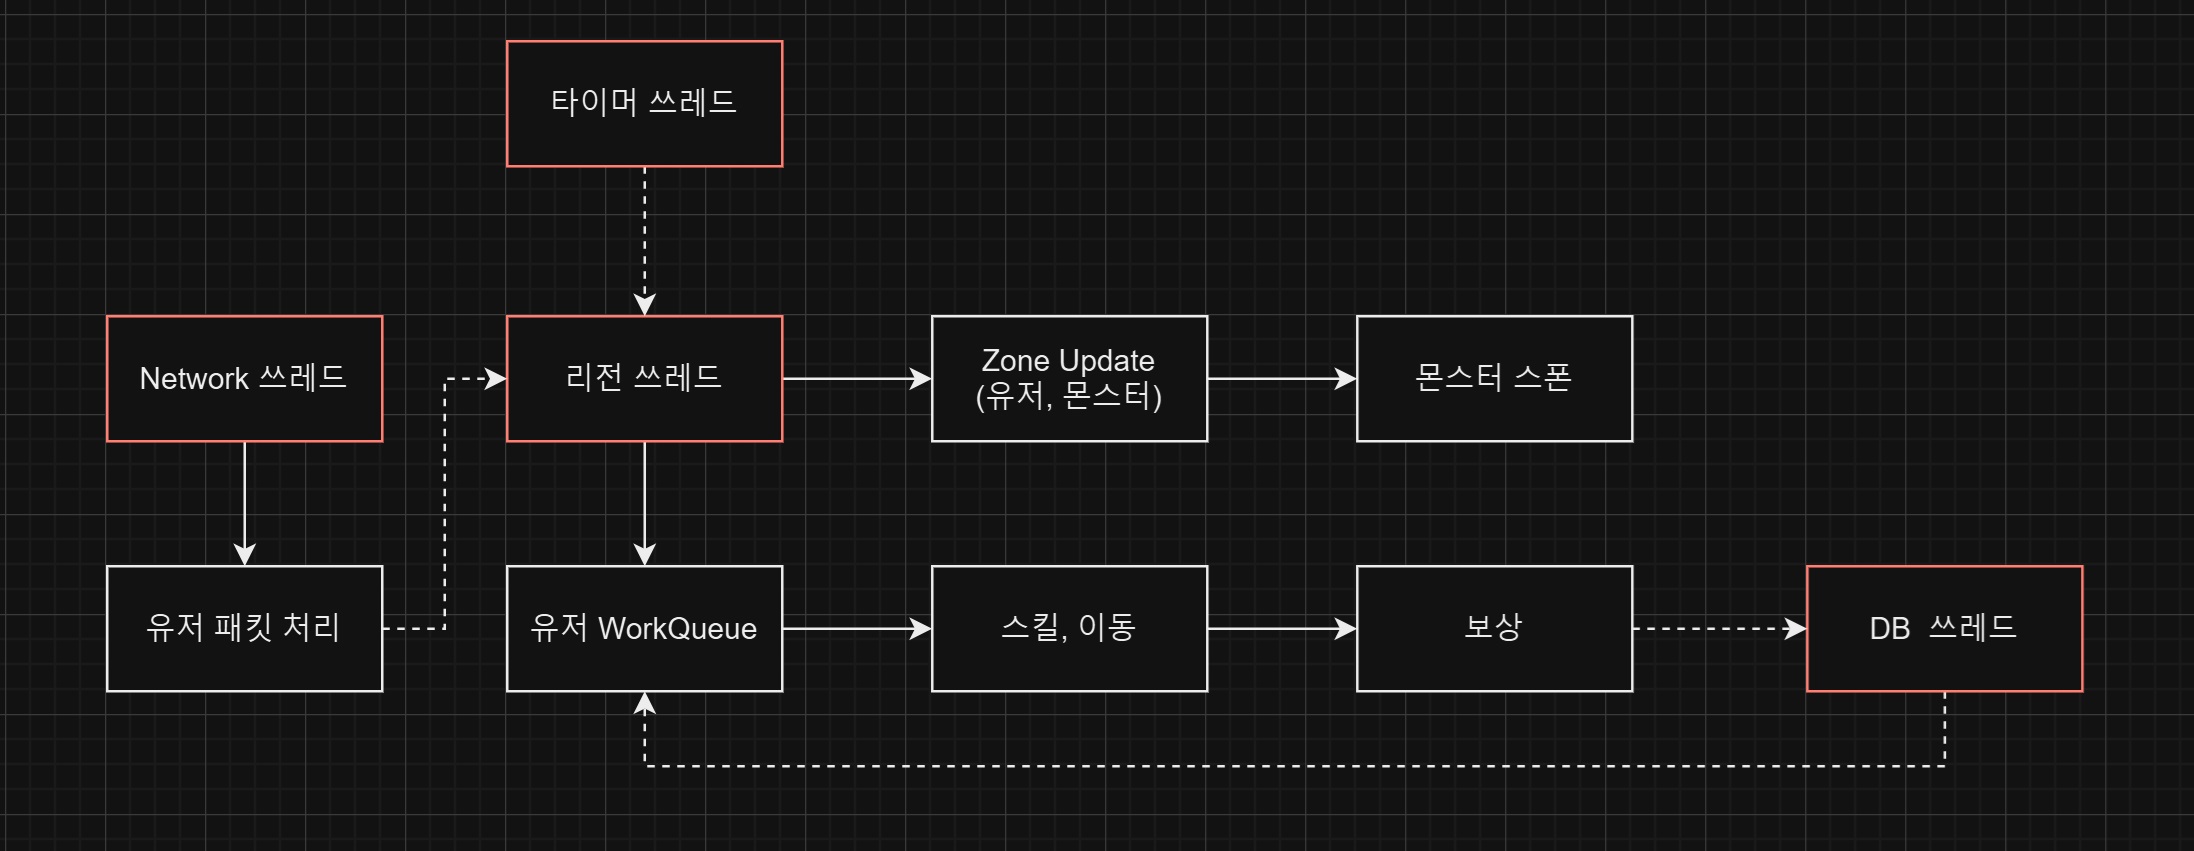 타이머 쓰레드
Network 쓰레드
리전 쓰레드
Zone Update
(유저, 몬스터)
몬스터 스폰
유저 패킷 처리
유저 WorkQueue
스킬, 이동
보상
DB 쓰레드